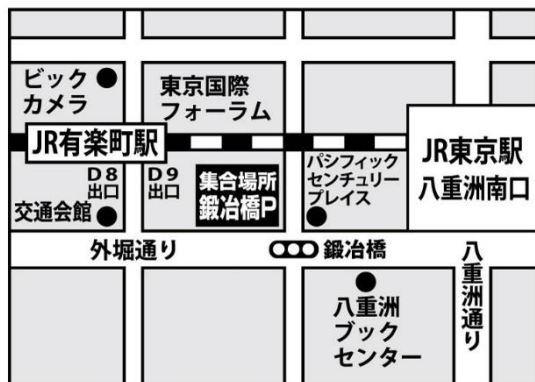 ビック
カメラ
東京国際
フォーラム
JR有楽町駅
JR東京駅
八重洲南口
D8
出口
D9
出口
集合場所
鍛冶橋P
パシフィック
センチュリー
プレイス
交通会館
外堀通り
鍛冶橋
八重洲通り
八重洲
ブック
センター